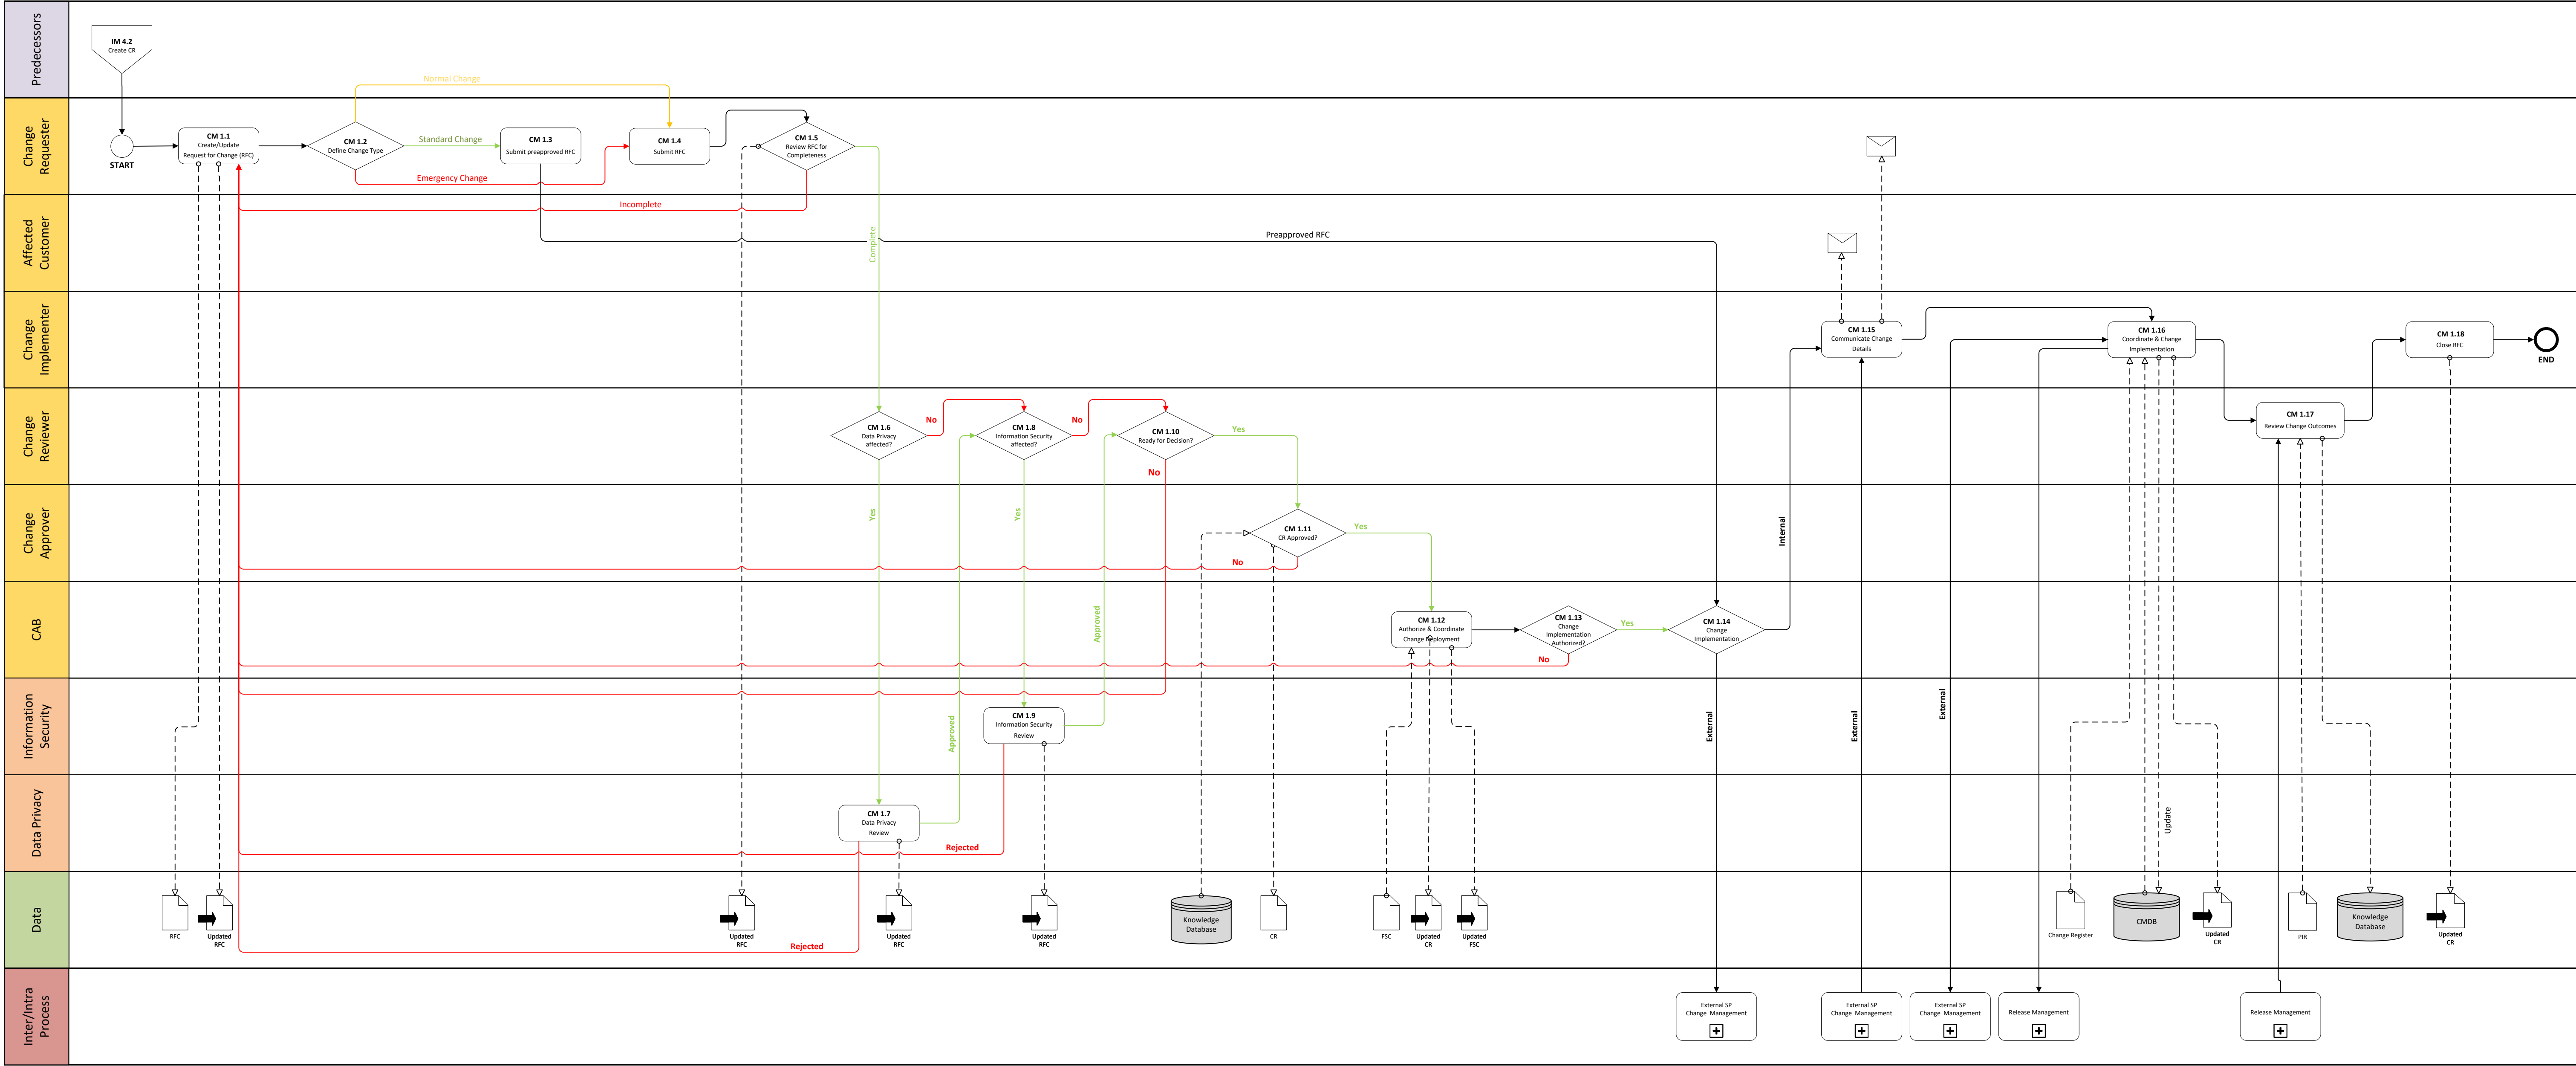 Predecessors
IM 4.2
Create CR
Normal Change
Change
Requester
START
CM 1.1
Create/Update
Request for Change (RFC)
CM 1.2
Define Change Type
Standard Change
Emergency Change
CM 1.3
Submit preapproved RFC
CM 1.4
Submit RFC
CM 1.5
Review RFC for
Completeness
Affected
Customer
Incomplete
Complete
Preapproved RFC
Change
Implementer
CM 1.15
Communicate Change
Details
CM 1.16
Coordinate & Change
Implementation
CM 1.18
Close RFC
END
Change
Reviewer
CM 1.6
Data Privacy
affected?
No
CM 1.8
Information Security
affected?
No
CM 1.10
Ready for Decision?
Yes
No
CM 1.17
Review Change Outcomes
Change
Approver
Yes
Yes
CM 1.11
CR Approved?
Yes
No
Internal
CAB
Approved
CM 1.12
Authorize & Coordinate
Change Deployment
CM 1.13
Change
Implementation
Authorized?
Yes
No
CM 1.14
Change
Implementation
Information
Security
Approved
CM 1.9
Information Security
Review
External
External
External
Data Privacy
CM 1.7
Data Privacy
Review
Rejected
Update
Data
RFC
Updated
RFC
Updated
RFC
Rejected
Updated
RFC
Updated
RFC
Knowledge
Database
CR
FSC
Updated
CR
Updated
FSC
Change Register
CMDB
Updated
CR
PIR
Knowledge
Database
Updated
CR
Inter/Intra
Process
External SP
Change Management
External SP
Change Management
External SP
Change Management
Release Management
Release Management